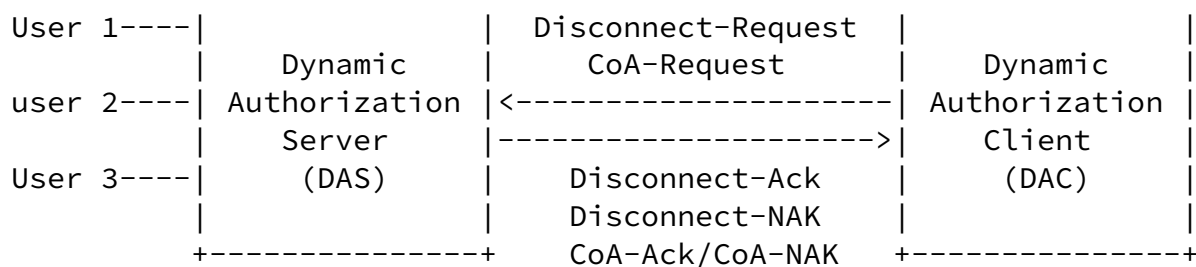 User 1----|               |  Disconnect-Request   |               |
          |    Dynamic    |     CoA-Request       |    Dynamic    |
user 2----| Authorization |<----------------------| Authorization |
          |    Server     |---------------------->|    Client     |
User 3----|     (DAS)     |    Disconnect-Ack     |     (DAC)     |
          |               |    Disconnect-NAK     |               |
          +---------------+    CoA-Ack/CoA-NAK    +---------------+